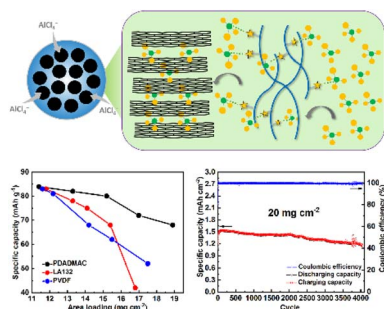 AlCl₄⁻
AlCl₄⁻
AlCl₄⁻
Specific capacity (mAh g⁻¹)
90
80
70
60
50
40
PDADMAC
LA132
PVDF
11 12 13 14 15 16 17 18 19
Area loading (mg cm⁻²)
Specific capacity (mAh cm⁻²)
3.0
2.7
2.4
2.1
1.8
1.5
1.2
0.9
0.6
0.3
0.0
20 mg cm⁻²
Coulombic efficiency
Discharging capacity
Charging capacity
0 500 1000 1500 2000 2500 3000 3500 4000
Cycle
100
80
60
40
20
0
Coulombic efficiency (%)